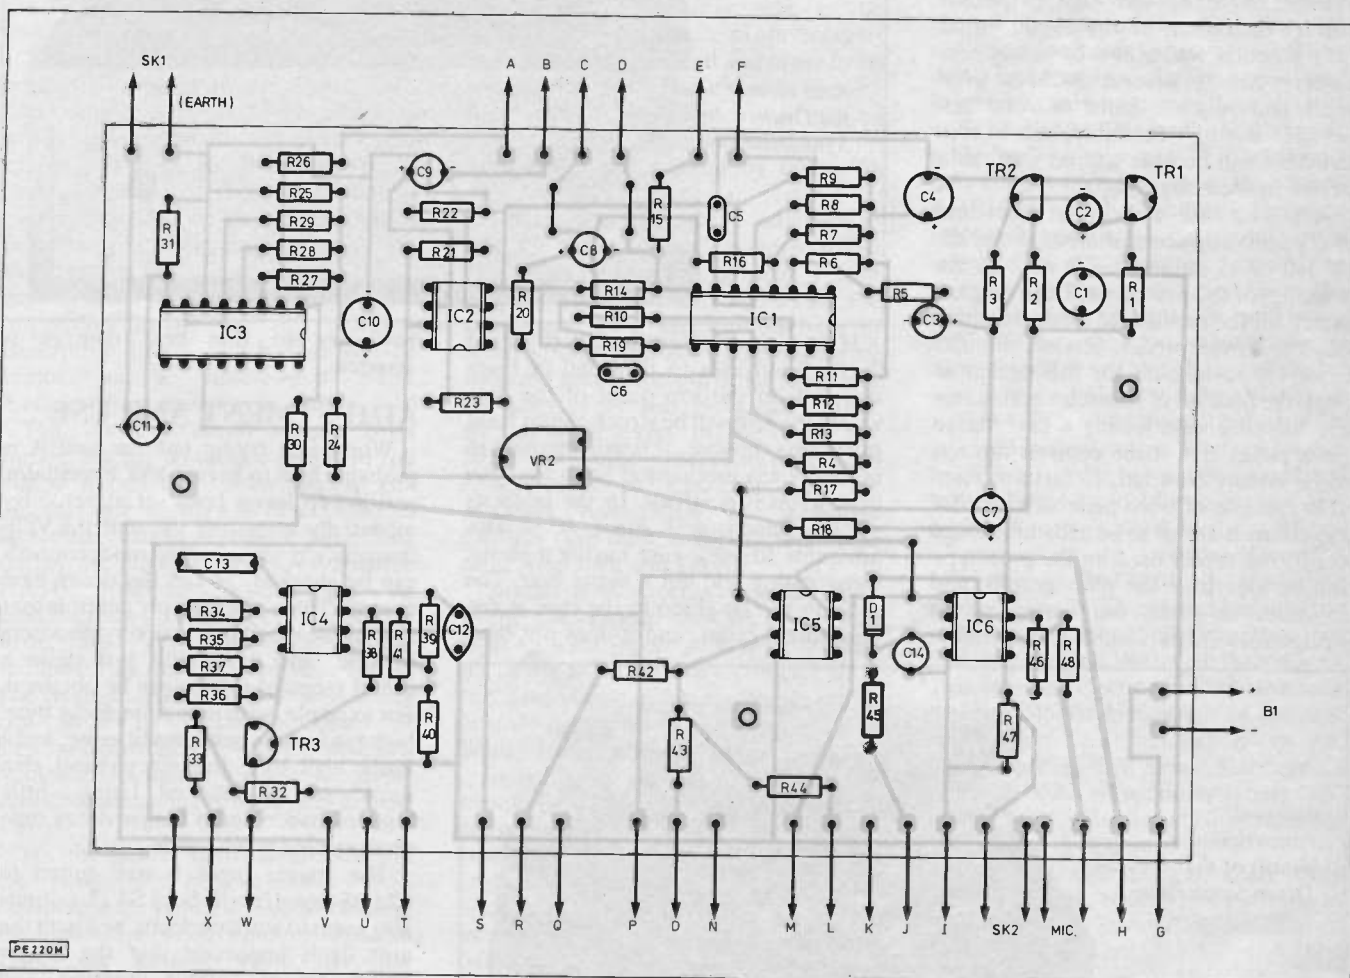 SK1
(EARTH)
A B C D E F
R26
R25
R29
R28
R27
R31
IC3
C9 + -
R22
R21
C10 +
IC2
R20
C8 + -
R15
C5
R14
R10
R19
C6
R16
IC1
R9
R8
R7
R6
C4 - +
R5
C3 - +
TR2
C2 - +
TR1
R3
R2
C1 - +
R1
C11 - +
R30
R24
R23
VR2
R11
R12
R13
R4
R17
R18
C7 +
C13
R34
R35
R37
R36
IC4
R38
R41
R39
C12
R40
R33
TR3
R32
R42
R43
IC5
D1
C14
IC6
R45
R46
R48
R47
R44
+
B1
-
Y X W V U T S R Q P D N M L K J I SK2 MIC. H G
PE220M